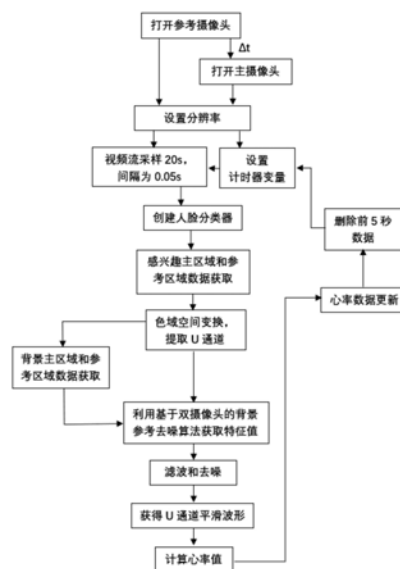 打开参考摄像头
Δt
打开主摄像头
设置分辨率
视频流采样 20s，
间隔为 0.05s
设置
计时器变量
创建人脸分类器
删除前 5 秒
数据
感兴趣主区域和参
考区域数据获取
心率数据更新
色域空间变换，
提取 U 通道
背景主区域和参
考区域数据获取
利用基于双摄像头的背景
参考去噪算法获取特征值
滤波和去噪
获得 U 通道平滑波形
计算心率值